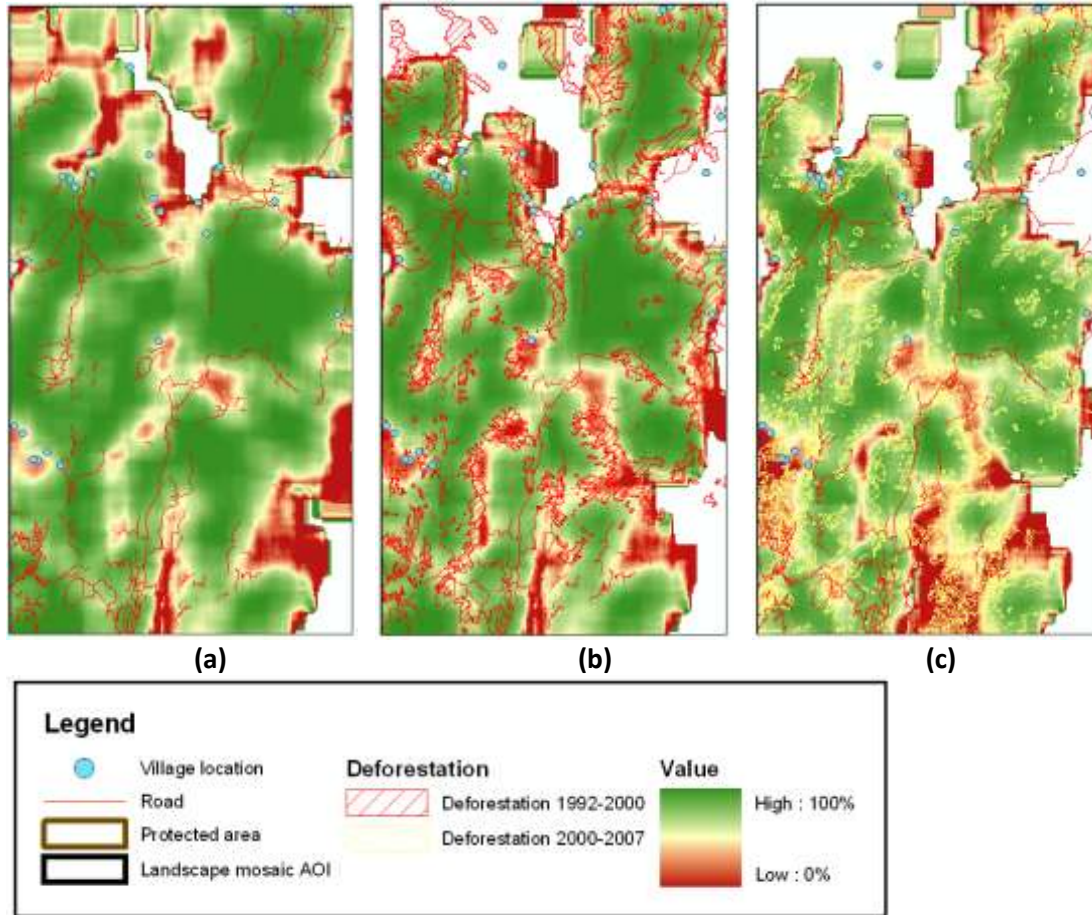 (a) (b) (c)
Legend
Village location
Road
Protected area
Landscape mosaic AOI
Deforestation
Deforestation 1992-2000
Deforestation 2000-2007
Value
High : 100%
Low : 0%